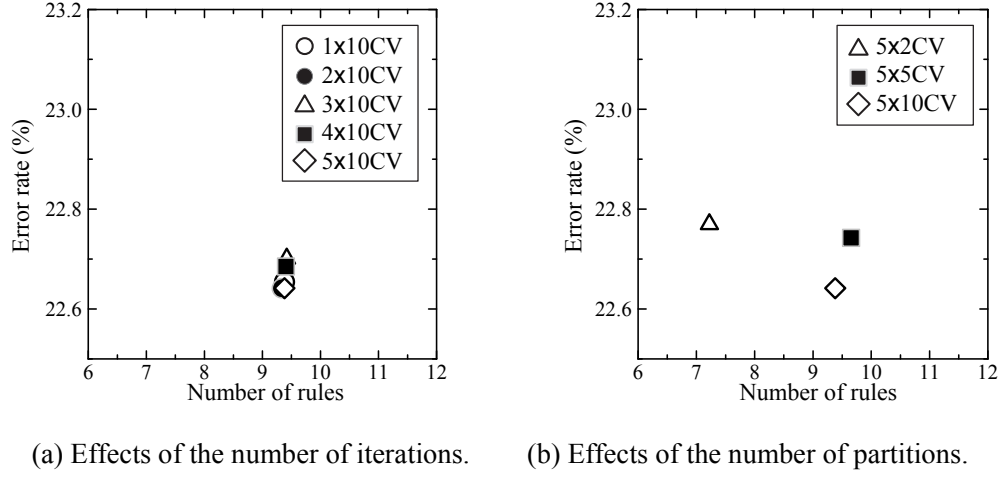 23.2
23.0
22.8
22.6
Error rate (%)
1x10CV
2x10CV
3x10CV
4x10CV
5x10CV
6 7 8 9 10 11 12
Number of rules
(a) Effects of the number of iterations.
23.2
23.0
22.8
22.6
Error rate (%)
5x2CV
5x5CV
5x10CV
6 7 8 9 10 11 12
Number of rules
(b) Effects of the number of partitions.